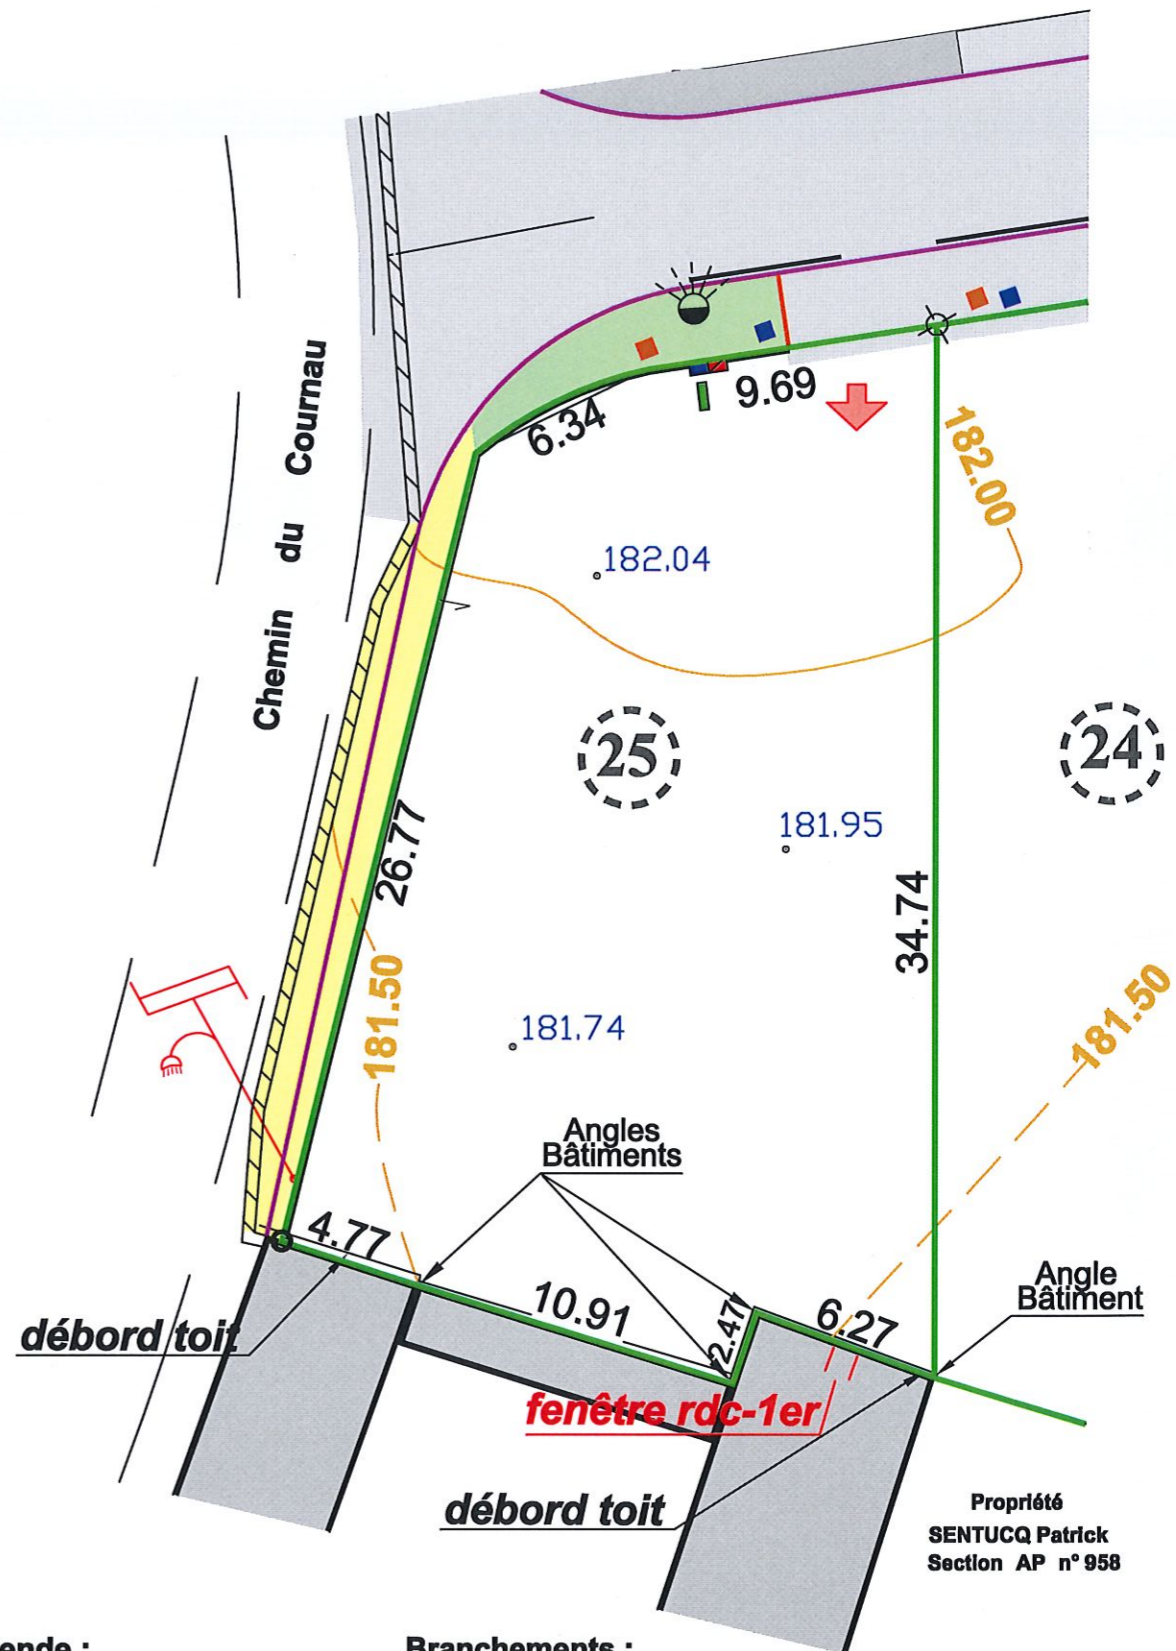 Chemin du Cournau
6.34
9.69
182.00
182.04
25
24
181.95
26.77
34.74
181.50
181.74
181.50
Angles
Bâtiments
4.77
10.91
2.47
6.27
Angle
Bâtiment
débord toit
fenêtre rdc-1er
débord toit
Propriété
SENTUCQ Patrick
Section AP n° 958
ende :
Branchements :